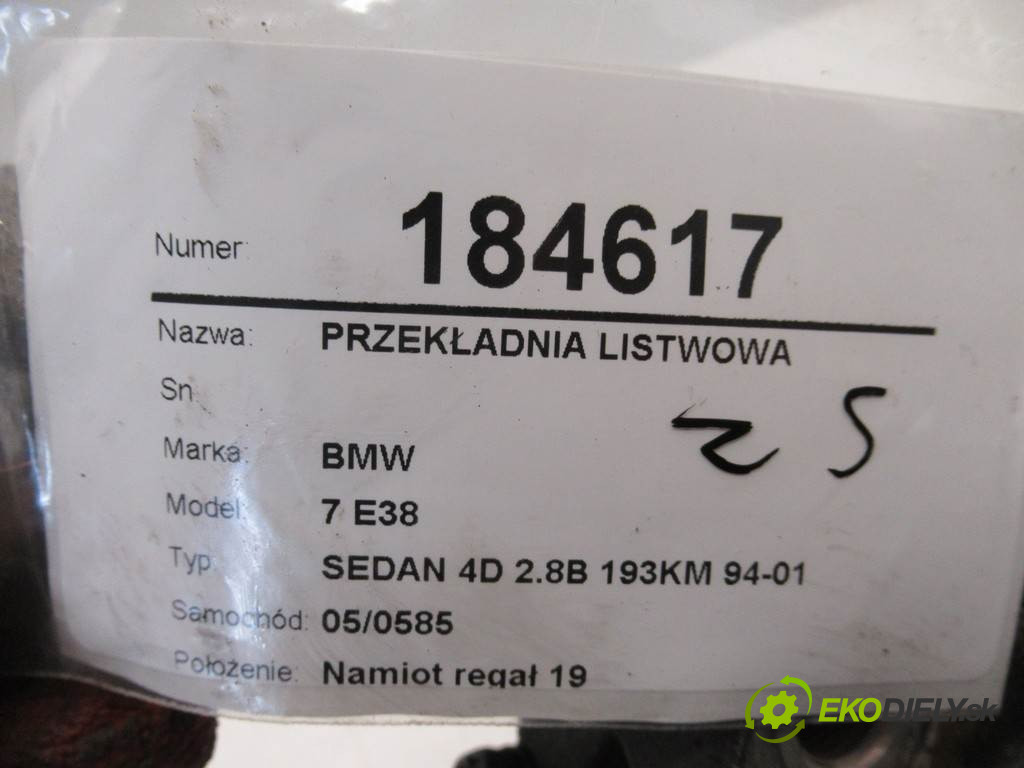 Numer: 184617
Nazwa: PRZEKŁADNIA LISTWOWA
Sn:
Marka: BMW
Model: 7 E38
Typ: SEDAN 4D 2.8B 193KM 94-01
Samochód: 05/0585
Położenie: Namiot regał 19
EKODIELY.sk